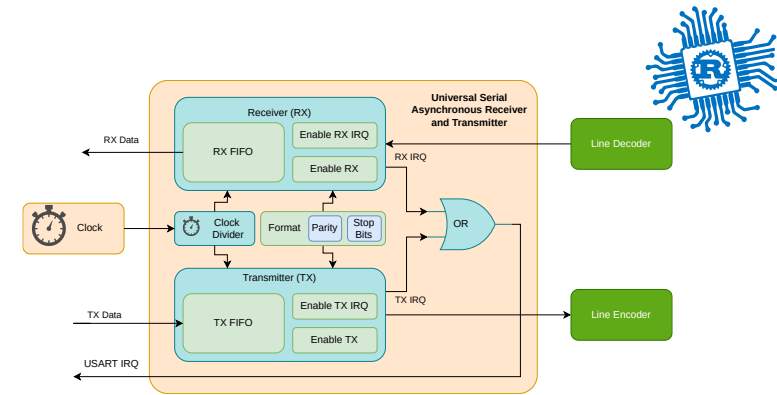 Universal Serial
Asynchronous Receiver
and Transmitter
R
Receiver (RX)
RX FIFO
Enable RX IRQ
Enable RX
RX Data
RX IRQ
Line Decoder
Clock
Clock
Divider
Format
Parity
Stop
Bits
OR
Transmitter (TX)
TX FIFO
Enable TX IRQ
Enable TX
TX Data
TX IRQ
Line Encoder
USART IRQ